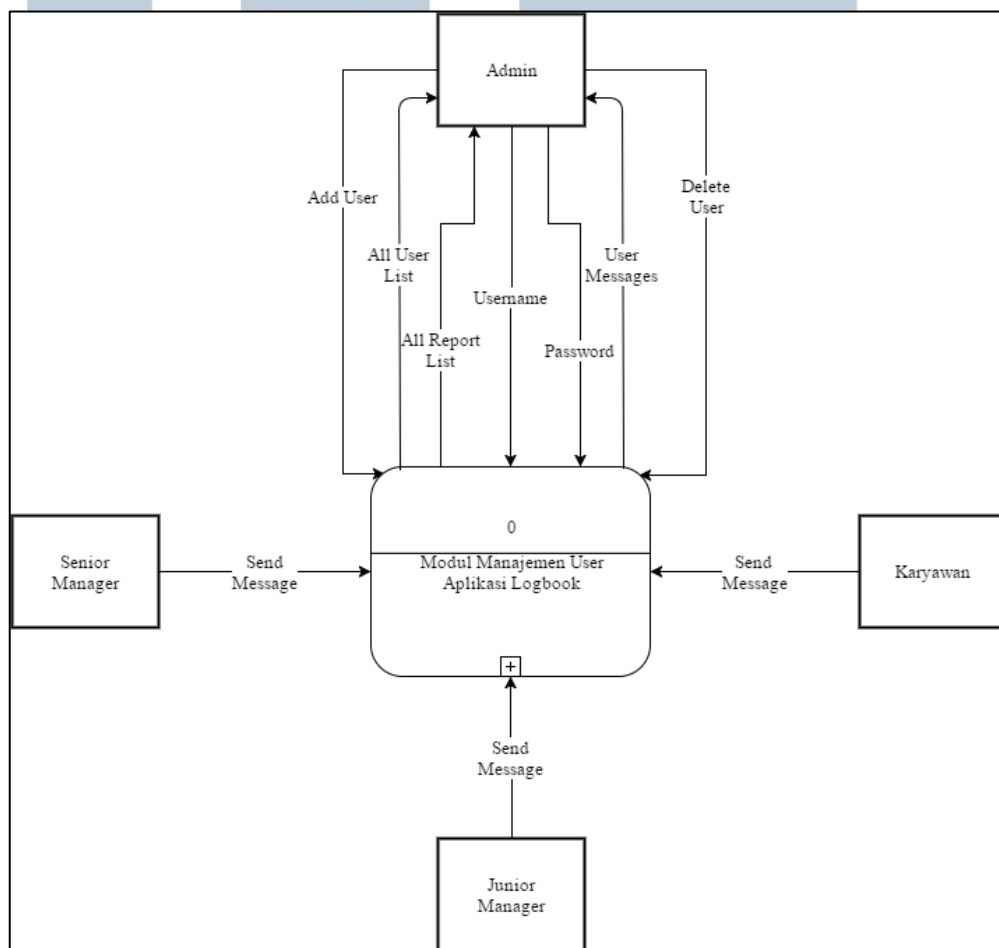 Admin
Add User
Delete
User
All User
List
User
Messages
Username
All Report
List
Password
0
Modul Manajemen User
Aplikasi Logbook
Senior
Manager
Send
Message
Send
Message
Karyawan
Send
Message
Junior
Manager